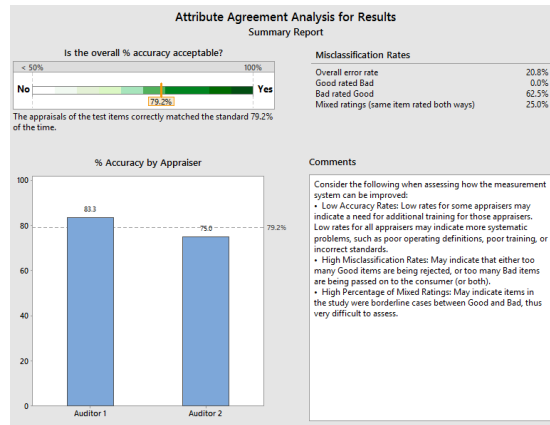 Attribute Agreement Analysis for Results
Summary Report
Is the overall % accuracy acceptable?
< 50%
100%
No
Yes
79.2%
The appraisals of the test items correctly matched the standard 79.2%
of the time.
Misclassification Rates
Overall error rate 20.8%
Good rated Bad 0.0%
Bad rated Good 62.5%
Mixed ratings (same item rated both ways) 25.0%
% Accuracy by Appraiser
100
80
60
40
20
0
83.3
75.0
79.2%
Auditor 1
Auditor 2
Comments
Consider the following when assessing how the measurement
system can be improved:
• Low Accuracy Rates: Low rates for some appraisers may
indicate a need for additional training for those appraisers.
Low rates for all appraisers may indicate more systematic
problems, such as poor operating definitions, poor training, or
incorrect standards.
• High Misclassification Rates: May indicate that either too
many Good items are being rejected, or too many Bad items
are being passed on to the consumer (or both).
• High Percentage of Mixed Ratings: May indicate items in
the study were borderline cases between Good and Bad, thus
very difficult to assess.